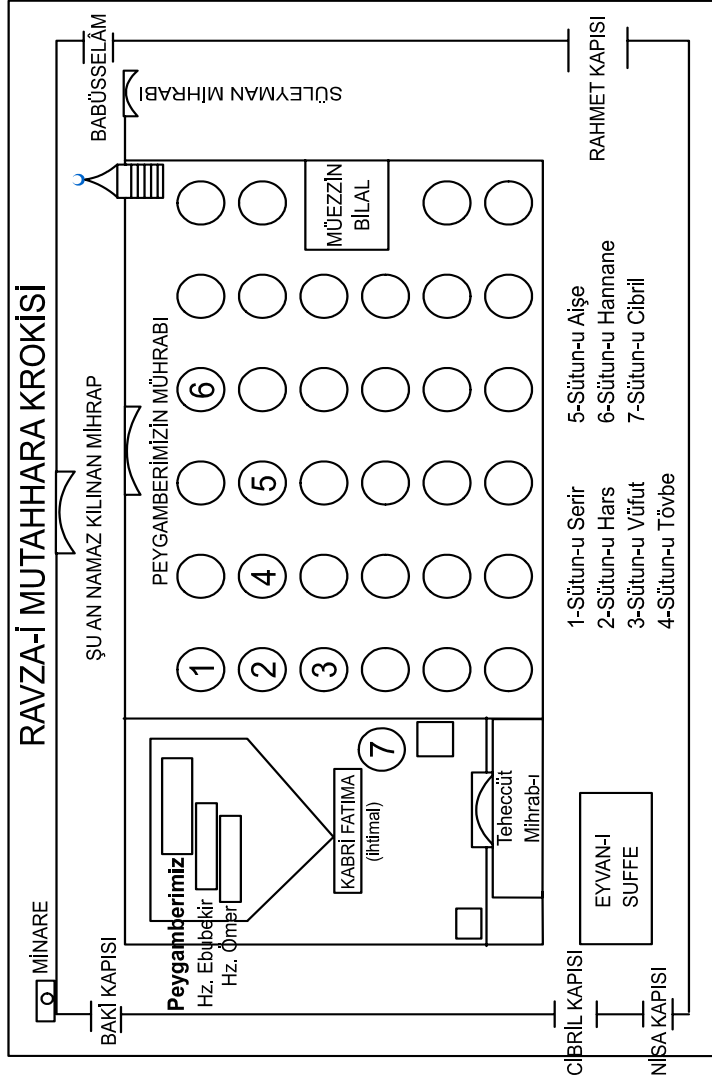 RAVZA-İ MUTAHHARA KROKİSİ
MİNARE
BAKİ KAPISI
ŞU AN NAMAZ KILINAN MİHRAP
BABÜSSELÂM
SÜLEYMAN MİHRABI
PEYGAMBERİMİZİN MÜHRABI
Peygamberimiz
Hz. Ebubekir
Hz. Ömer
KABRİ FATIMA
(ihtimal)
1
2
3
4
5
6
7
MÜEZZİN
BİLAL
Teheccüt
Mihrab-ı
EYVAN-I
SUFFE
CİBRİL KAPISI
NİSA KAPISI
RAHMET KAPISI
1-Sütun-u Serir
2-Sütun-u Hars
3-Sütun-u Vüfut
4-Sütun-u Tövbe
5-Sütun-u Aişe
6-Sütun-u Hannane
7-Sütun-u Cibril